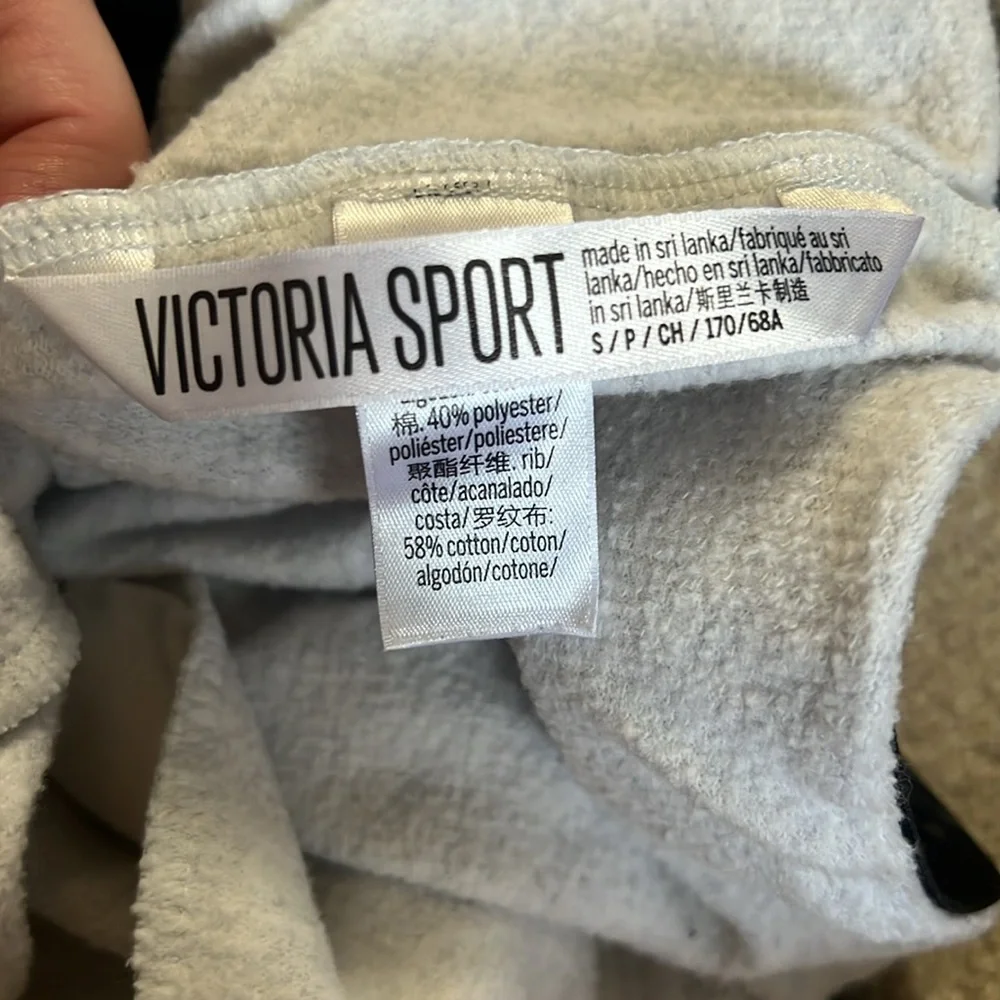 VICTORIA SPORT
made in sri lanka/fabriqué au sri
lanka/hecho en sri lanka/fabbricato
in sri lanka/斯里兰卡制造
S / P / CH / 170/68A
棉. 40% polyester/
poliéster/poliestere/
聚酯纤维. rib/
côte/acanalado/
costa/罗纹布:
58% cotton/coton/
algodón/cotone/